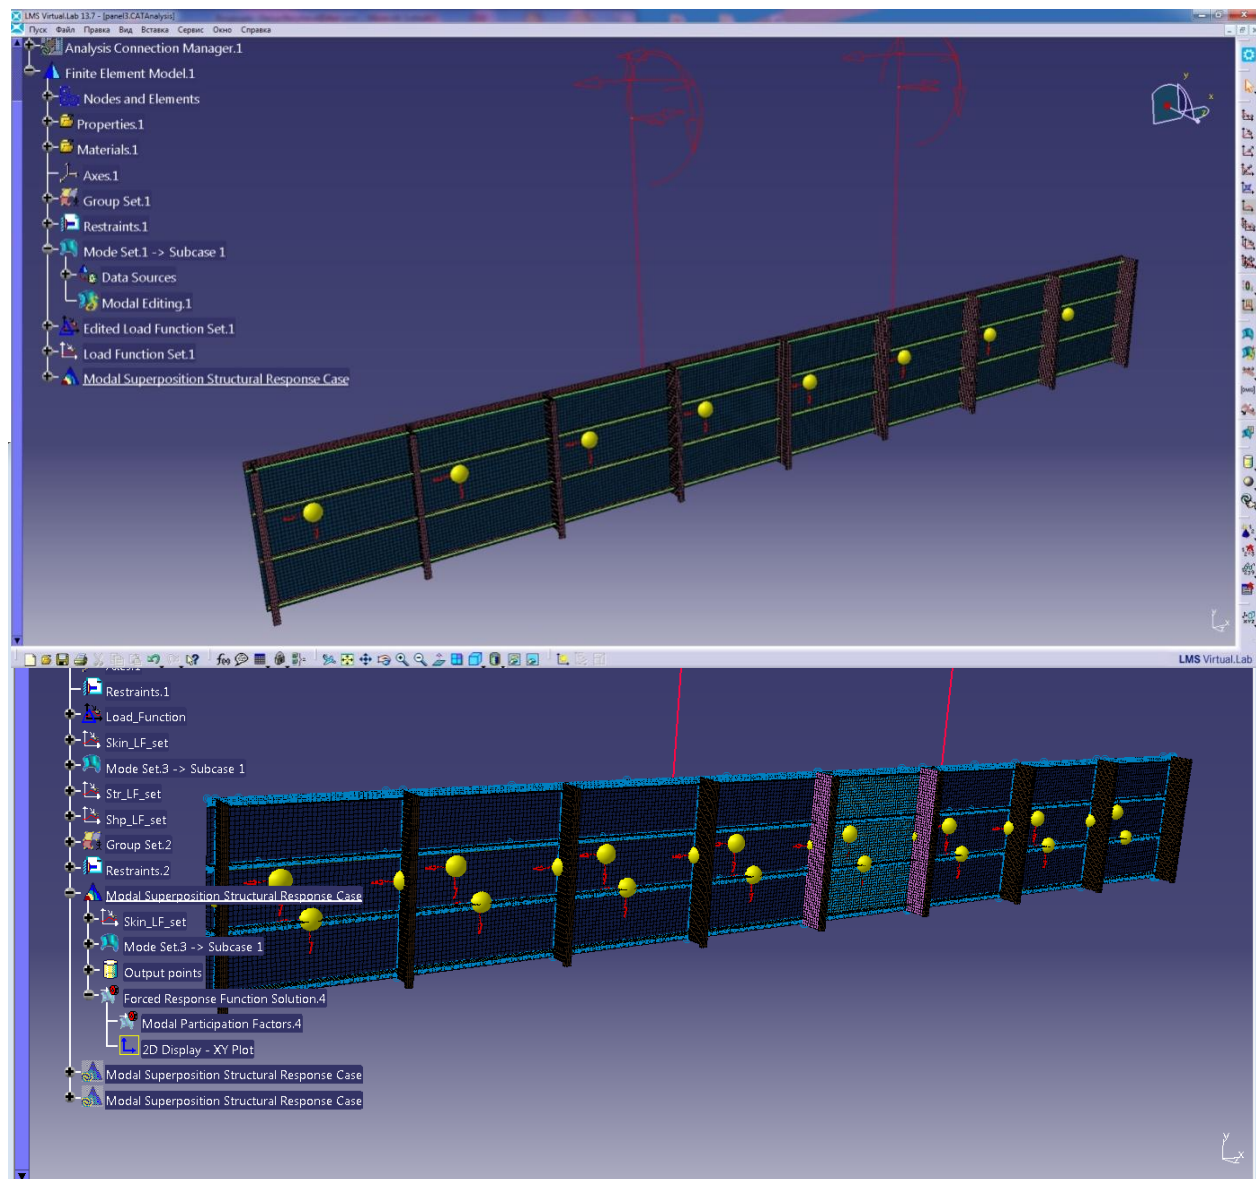 LMS Virtual.Lab 13.7 - [panel3.CATAnalysis]
Пуск Файл Правка Вид Вставка Сервис Окно Справка
Analysis Connection Manager.1
Finite Element Model.1
Nodes and Elements
Properties.1
Materials.1
Axes.1
Group Set.1
Restraints.1
Mode Set.1 -> Subcase 1
Data Sources
Modal Editing.1
Edited Load Function Set.1
Load Function Set.1
Modal Superposition Structural Response Case
LMS Virtual.Lab
Restraints.1
Load_Function
Skin_LF_set
Mode Set.3 -> Subcase 1
Str_LF_set
Shp_LF_set
Group Set.2
Restraints.2
Modal Superposition Structural Response Case
Skin_LF_set
Mode Set.3 -> Subcase 1
Output points
Forced Response Function Solution.4
Modal Participation Factors.4
2D Display - XY Plot
Modal Superposition Structural Response Case
Modal Superposition Structural Response Case